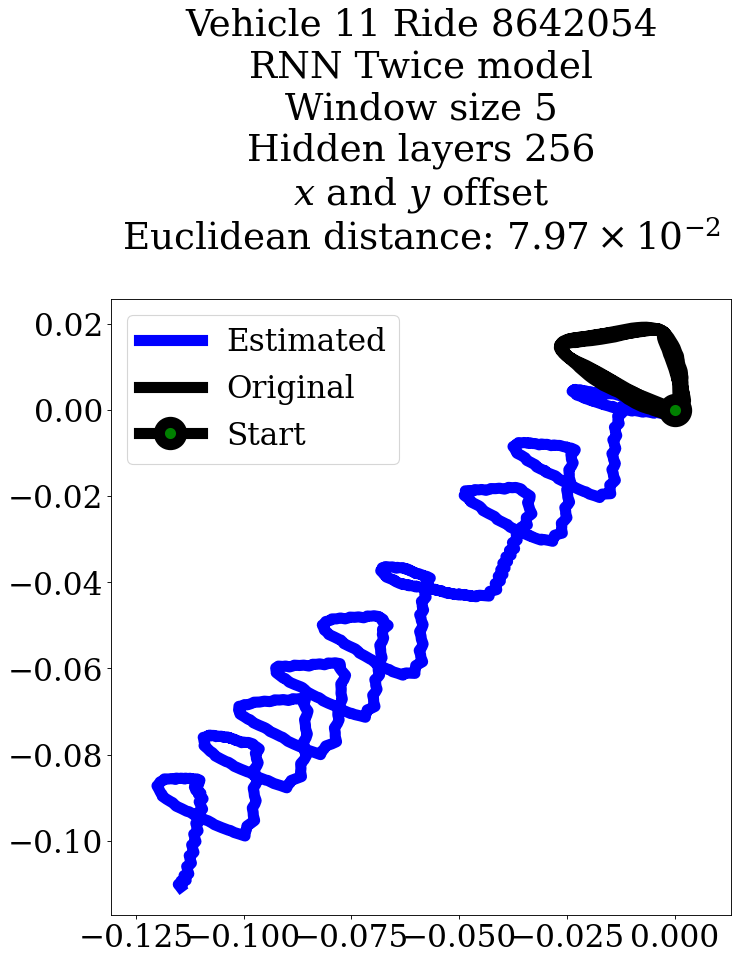 Vehicle 11 Ride 8642054
RNN Twice model
Window size 5
Hidden layers 256
x and y offset
Euclidean distance: 7.97 × 10⁻²
Estimated
Original
Start
0.02
0.00
−0.02
−0.04
−0.06
−0.08
−0.10
−0.125
−0.100
−0.075
−0.050
−0.025
0.000